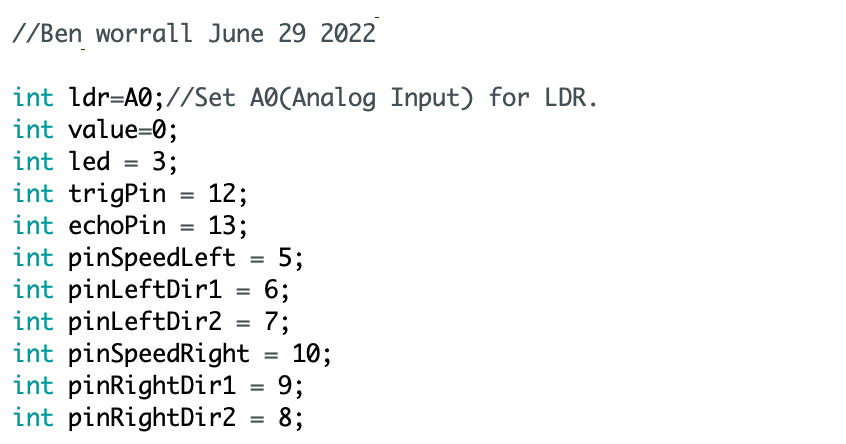 //Ben worrall June 29 2022
int ldr=A0;//Set A0(Analog Input) for LDR.
int value=0;
int led = 3;
int trigPin = 12;
int echoPin = 13;
int pinSpeedLeft = 5;
int pinLeftDir1 = 6;
int pinLeftDir2 = 7;
int pinSpeedRight = 10;
int pinRightDir1 = 9;
int pinRightDir2 = 8;